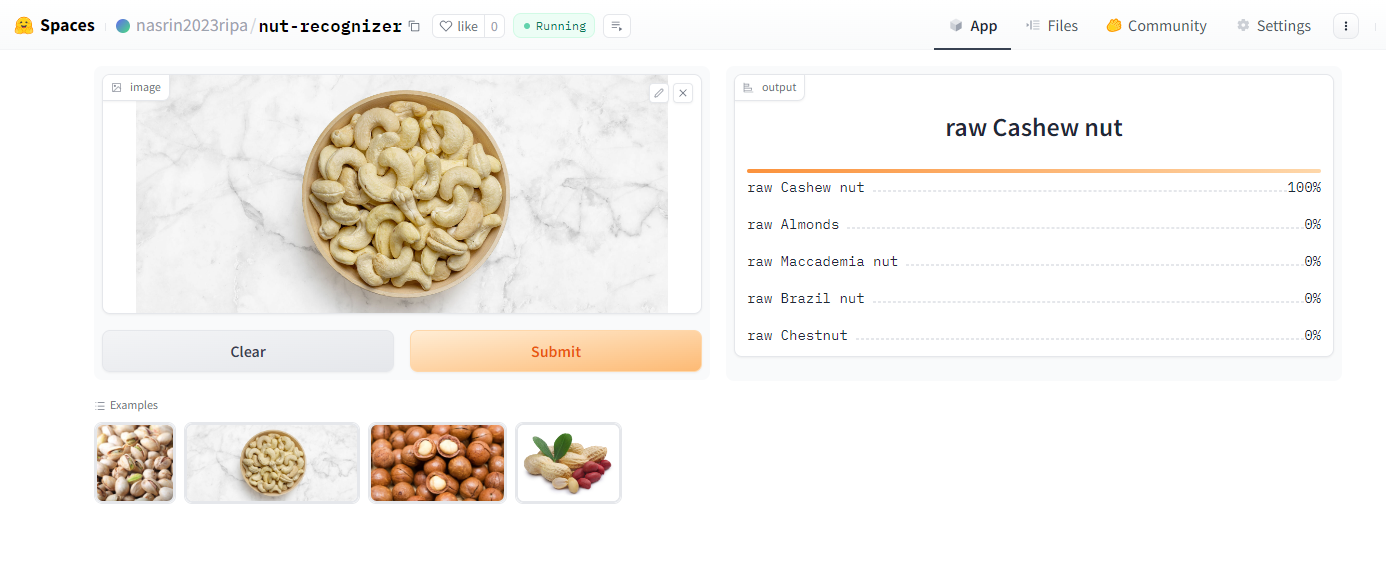 Spaces nasrin2023ripa/nut-recognizer like 0 Running App Files Community Settings
image
Clear Submit
Examples
output
raw Cashew nut
raw Cashew nut 100%
raw Almonds 0%
raw Maccademia nut 0%
raw Brazil nut 0%
raw Chestnut 0%